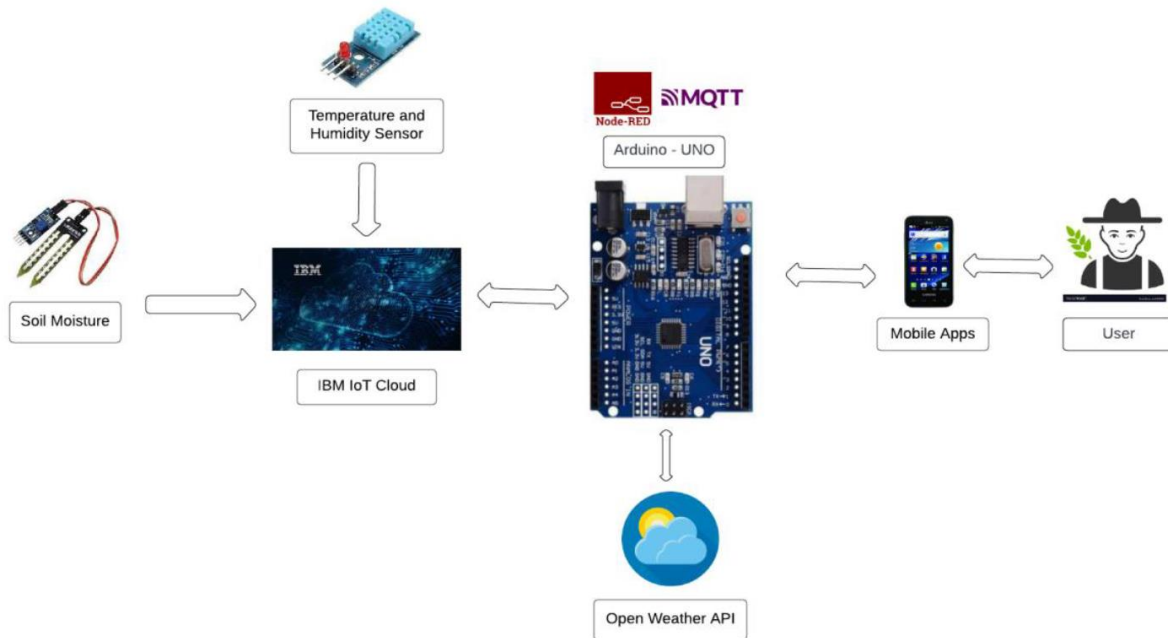 Temperature and
Humidity Sensor
Node-RED
MQTT
Arduino - UNO
Soil Moisture
IBM
IBM IoT Cloud
UNO
Mobile Apps
User
Open Weather API